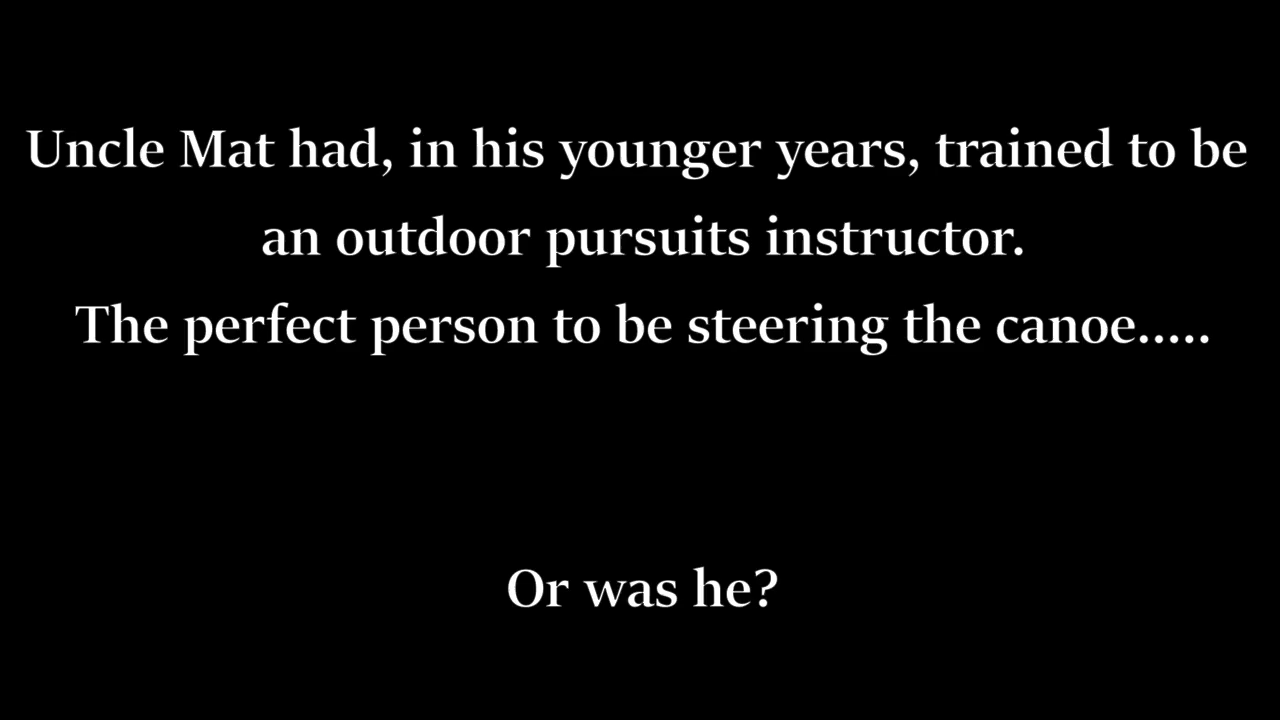 Uncle Mat had, in his younger years, trained to be
an outdoor pursuits instructor.
The perfect person to be steering the canoe.....
Or was he?